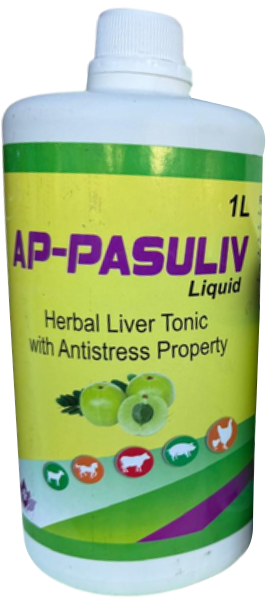 1L
AP-PASULIV
Liquid
Herbal Liver Tonic
with Antistress Property